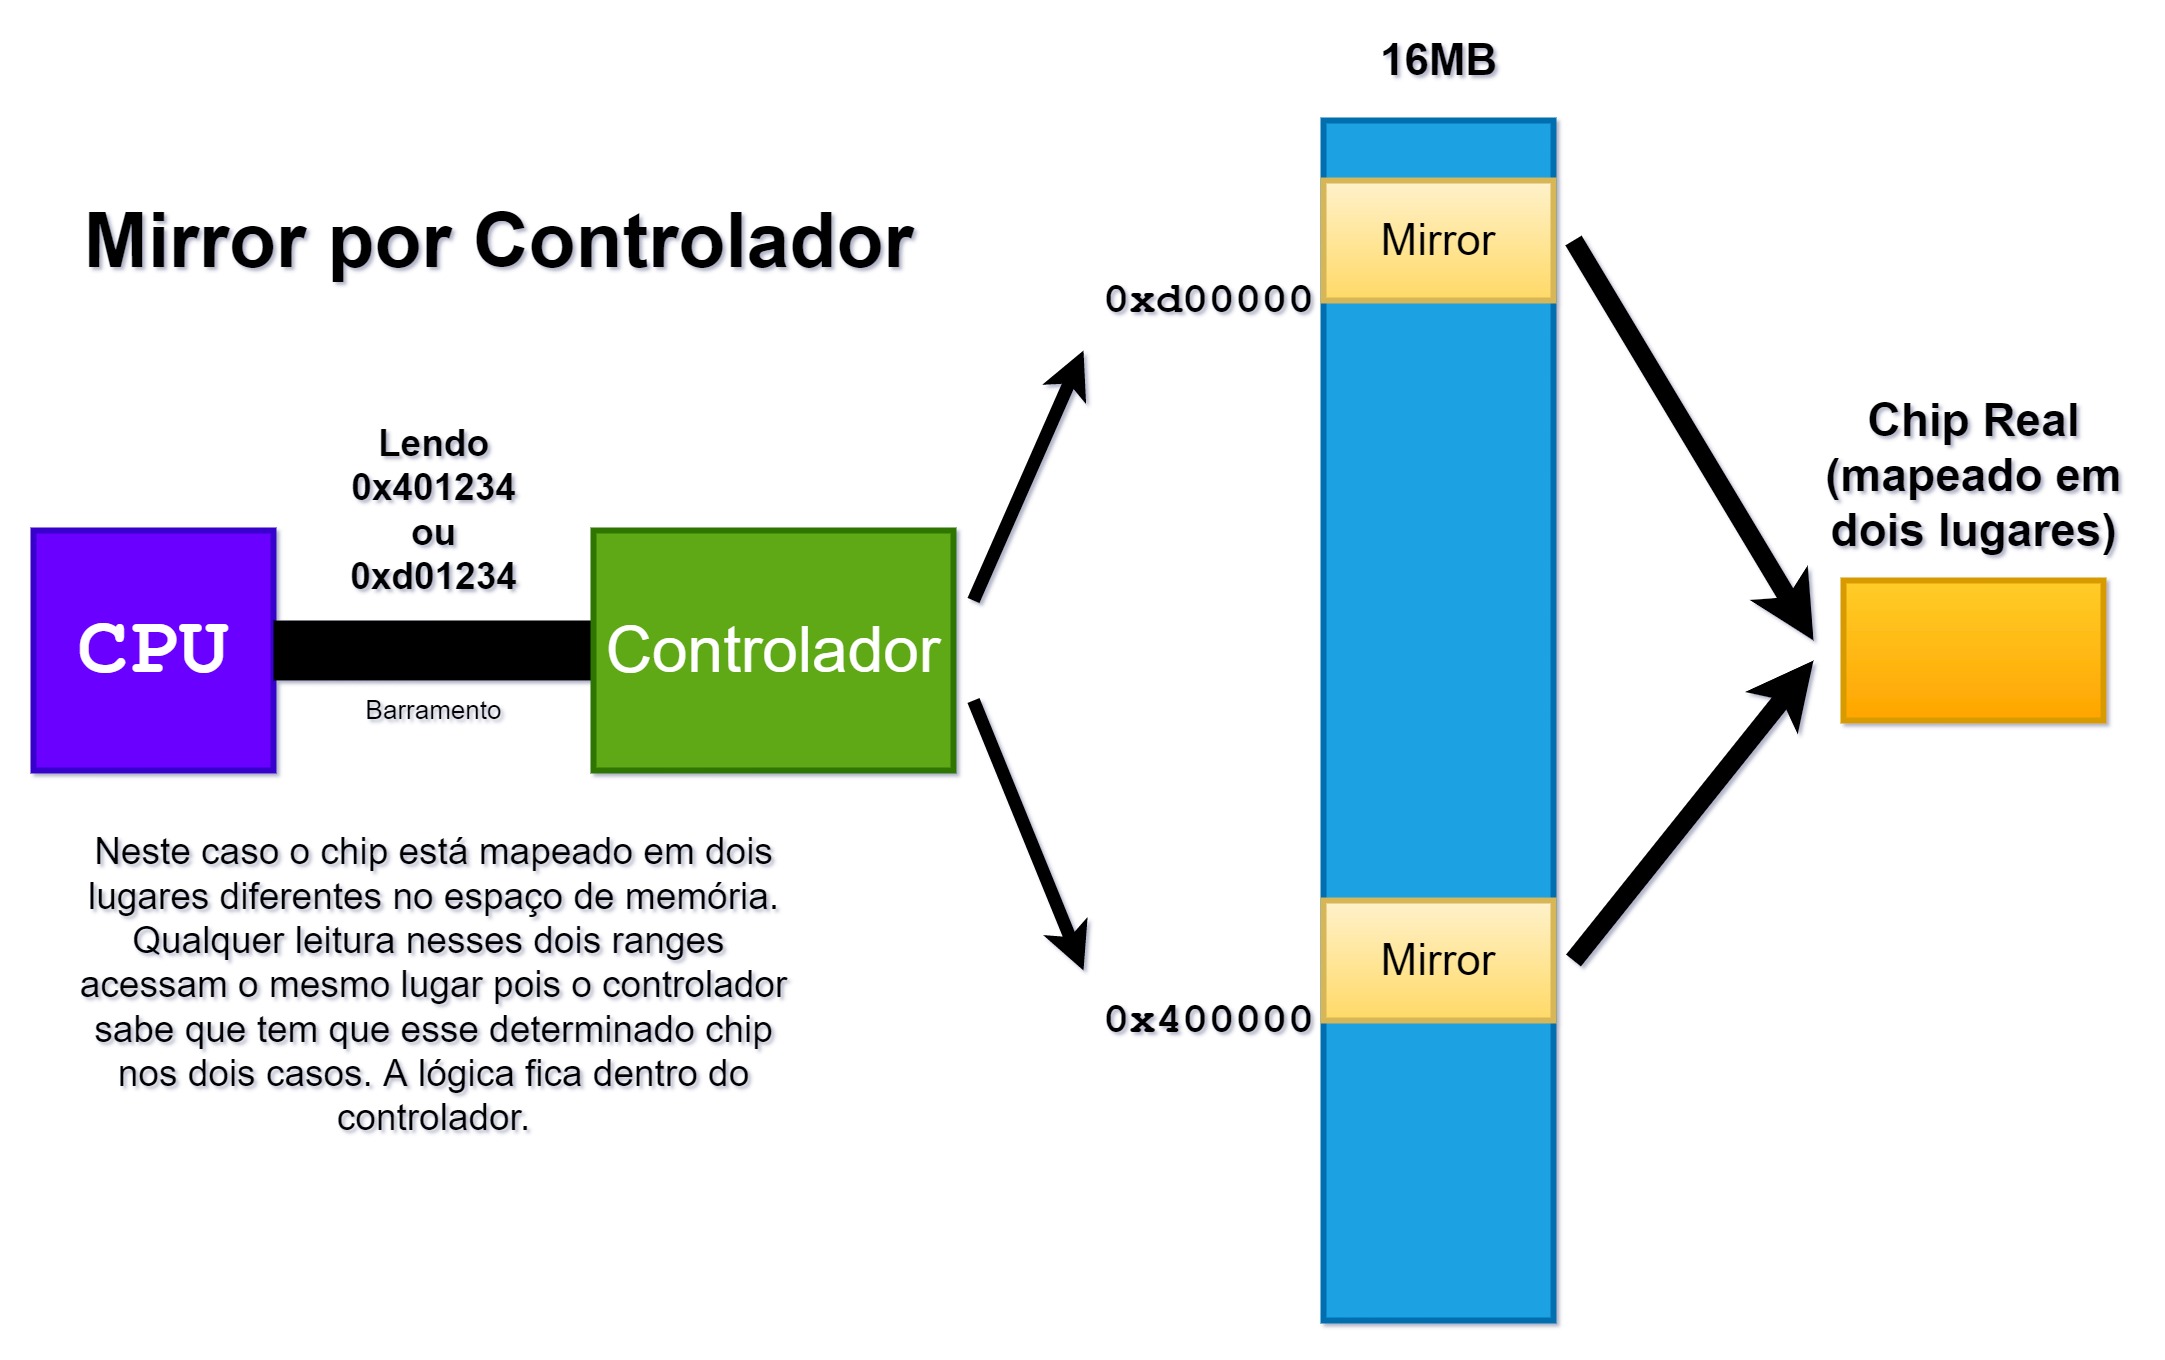 16MB
Mirror por Controlador
Mirror
0xd00000
Lendo
0x401234
ou
0xd01234
Chip Real
(mapeado em
dois lugares)
CPU
Controlador
Barramento
Neste caso o chip está mapeado em dois
lugares diferentes no espaço de memória.
Qualquer leitura nesses dois ranges
acessam o mesmo lugar pois o controlador
sabe que tem que esse determinado chip
nos dois casos. A lógica fica dentro do
controlador.
Mirror
0x400000